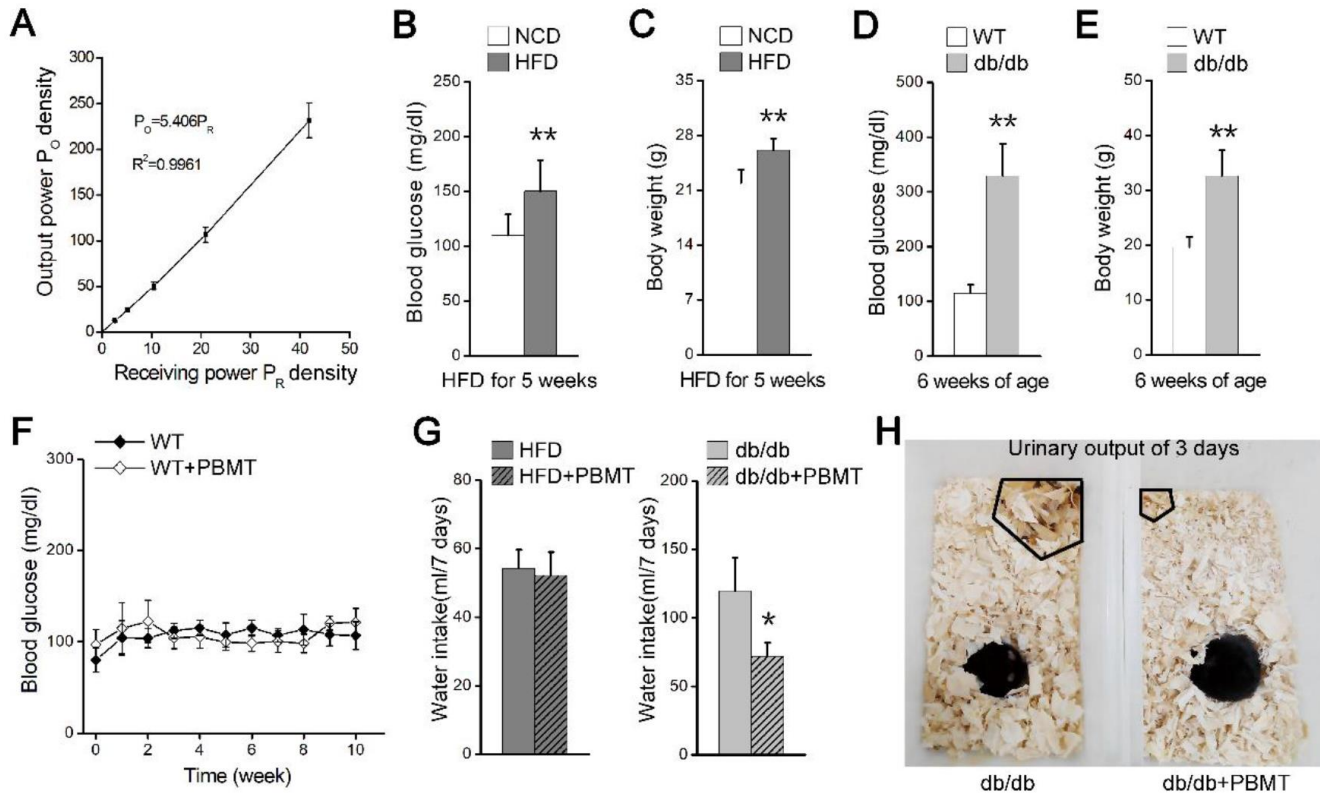 A
Output power P_O density
300
250
200
150
100
50
0
P_O=5.406P_R
R²=0.9961
0 10 20 30 40 50
Receiving power P_R density
B
NCD
HFD
Blood glucose (mg/dl)
250
200
150
100
50
0
**
HFD for 5 weeks
C
NCD
HFD
Body weight (g)
35
28
21
14
7
0
**
HFD for 5 weeks
D
WT
db/db
Blood glucose (mg/dl)
500
400
300
200
100
0
**
6 weeks of age
E
WT
db/db
Body weight (g)
50
40
30
20
10
0
**
6 weeks of age
F
WT
WT+PBMT
Blood glucose (mg/dl)
300
200
100
0
0 2 4 6 8 10
Time (week)
G
HFD
HFD+PBMT
Water intake(ml/7 days)
80
60
40
20
0
db/db
db/db+PBMT
Water intake(ml/7 days)
200
150
100
50
0
*
H
Urinary output of 3 days
db/db
db/db+PBMT